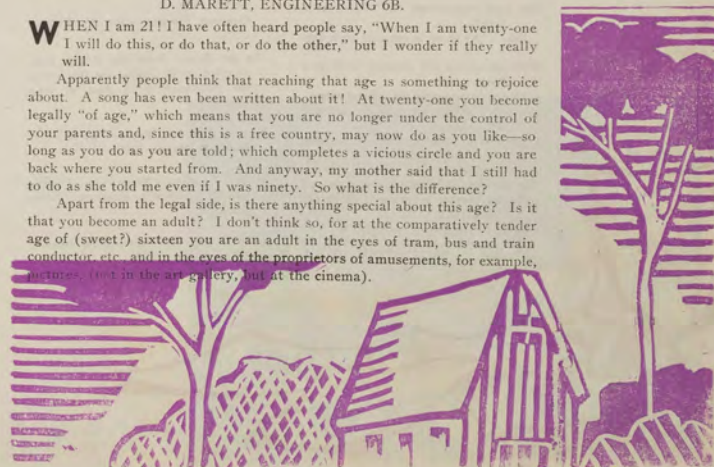 D. MARETT, ENGINEERING 6B.
WHEN I am 21! I have often heard people say, “When I am twenty-one
I will do this, or do that, or do the other,” but I wonder if they really
will.
Apparently people think that reaching that age is something to rejoice
about. A song has even been written about it! At twenty-one you become
legally “of age,” which means that you are no longer under the control of
your parents and, since this is a free country, may now do as you like—so
long as you do as you are told; which completes a vicious circle and you are
back where you started from. And anyway, my mother said that I still had
to do as she told me even if I was ninety. So what is the difference?
Apart from the legal side, is there anything special about this age? Is it
that you become an adult? I don't think so, for at the comparatively tender
age of (sweet?) sixteen you are an adult in the eyes of tram, bus and train
conductor, etc., and in the eyes of the proprietors of amusements, for example,
pictures, (not in the art gallery, but at the cinema).